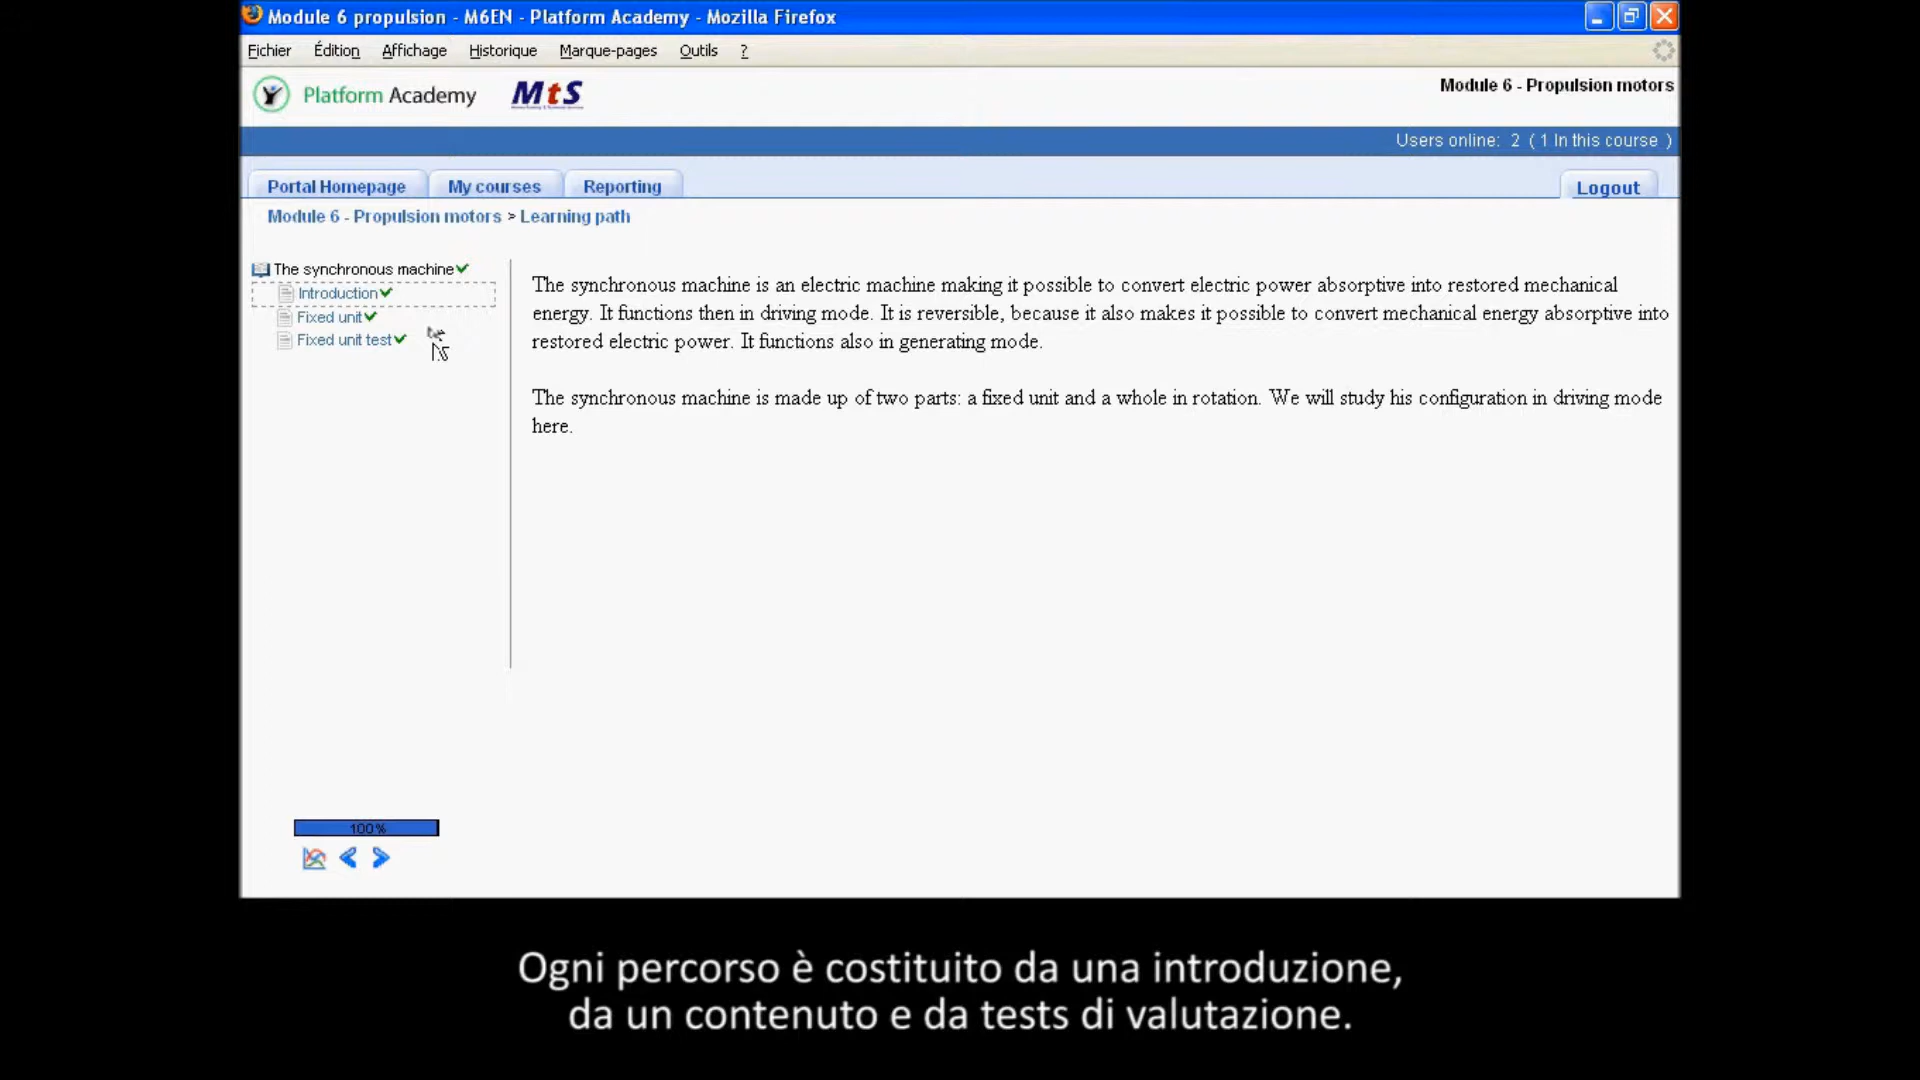 Module 6 propulsion - M6EN - Platform Academy - Mozilla Firefox
Fichier Édition Affichage Historique Marque-pages Outils ?
Platform Academy MtS
Module 6 - Propulsion motors
Users online: 2 ( 1 In this course )
Portal Homepage My courses Reporting Logout
Module 6 - Propulsion motors > Learning path
The synchronous machine
Introduction
Fixed unit
Fixed unit test
The synchronous machine is an electric machine making it possible to convert electric power absorptive into restored mechanical
energy. It functions then in driving mode. It is reversible, because it also makes it possible to convert mechanical energy absorptive into
restored electric power. It functions also in generating mode.
The synchronous machine is made up of two parts: a fixed unit and a whole in rotation. We will study his configuration in driving mode
here.
100%
Ogni percorso è costituito da una introduzione,
da un contenuto e da tests di valutazione.